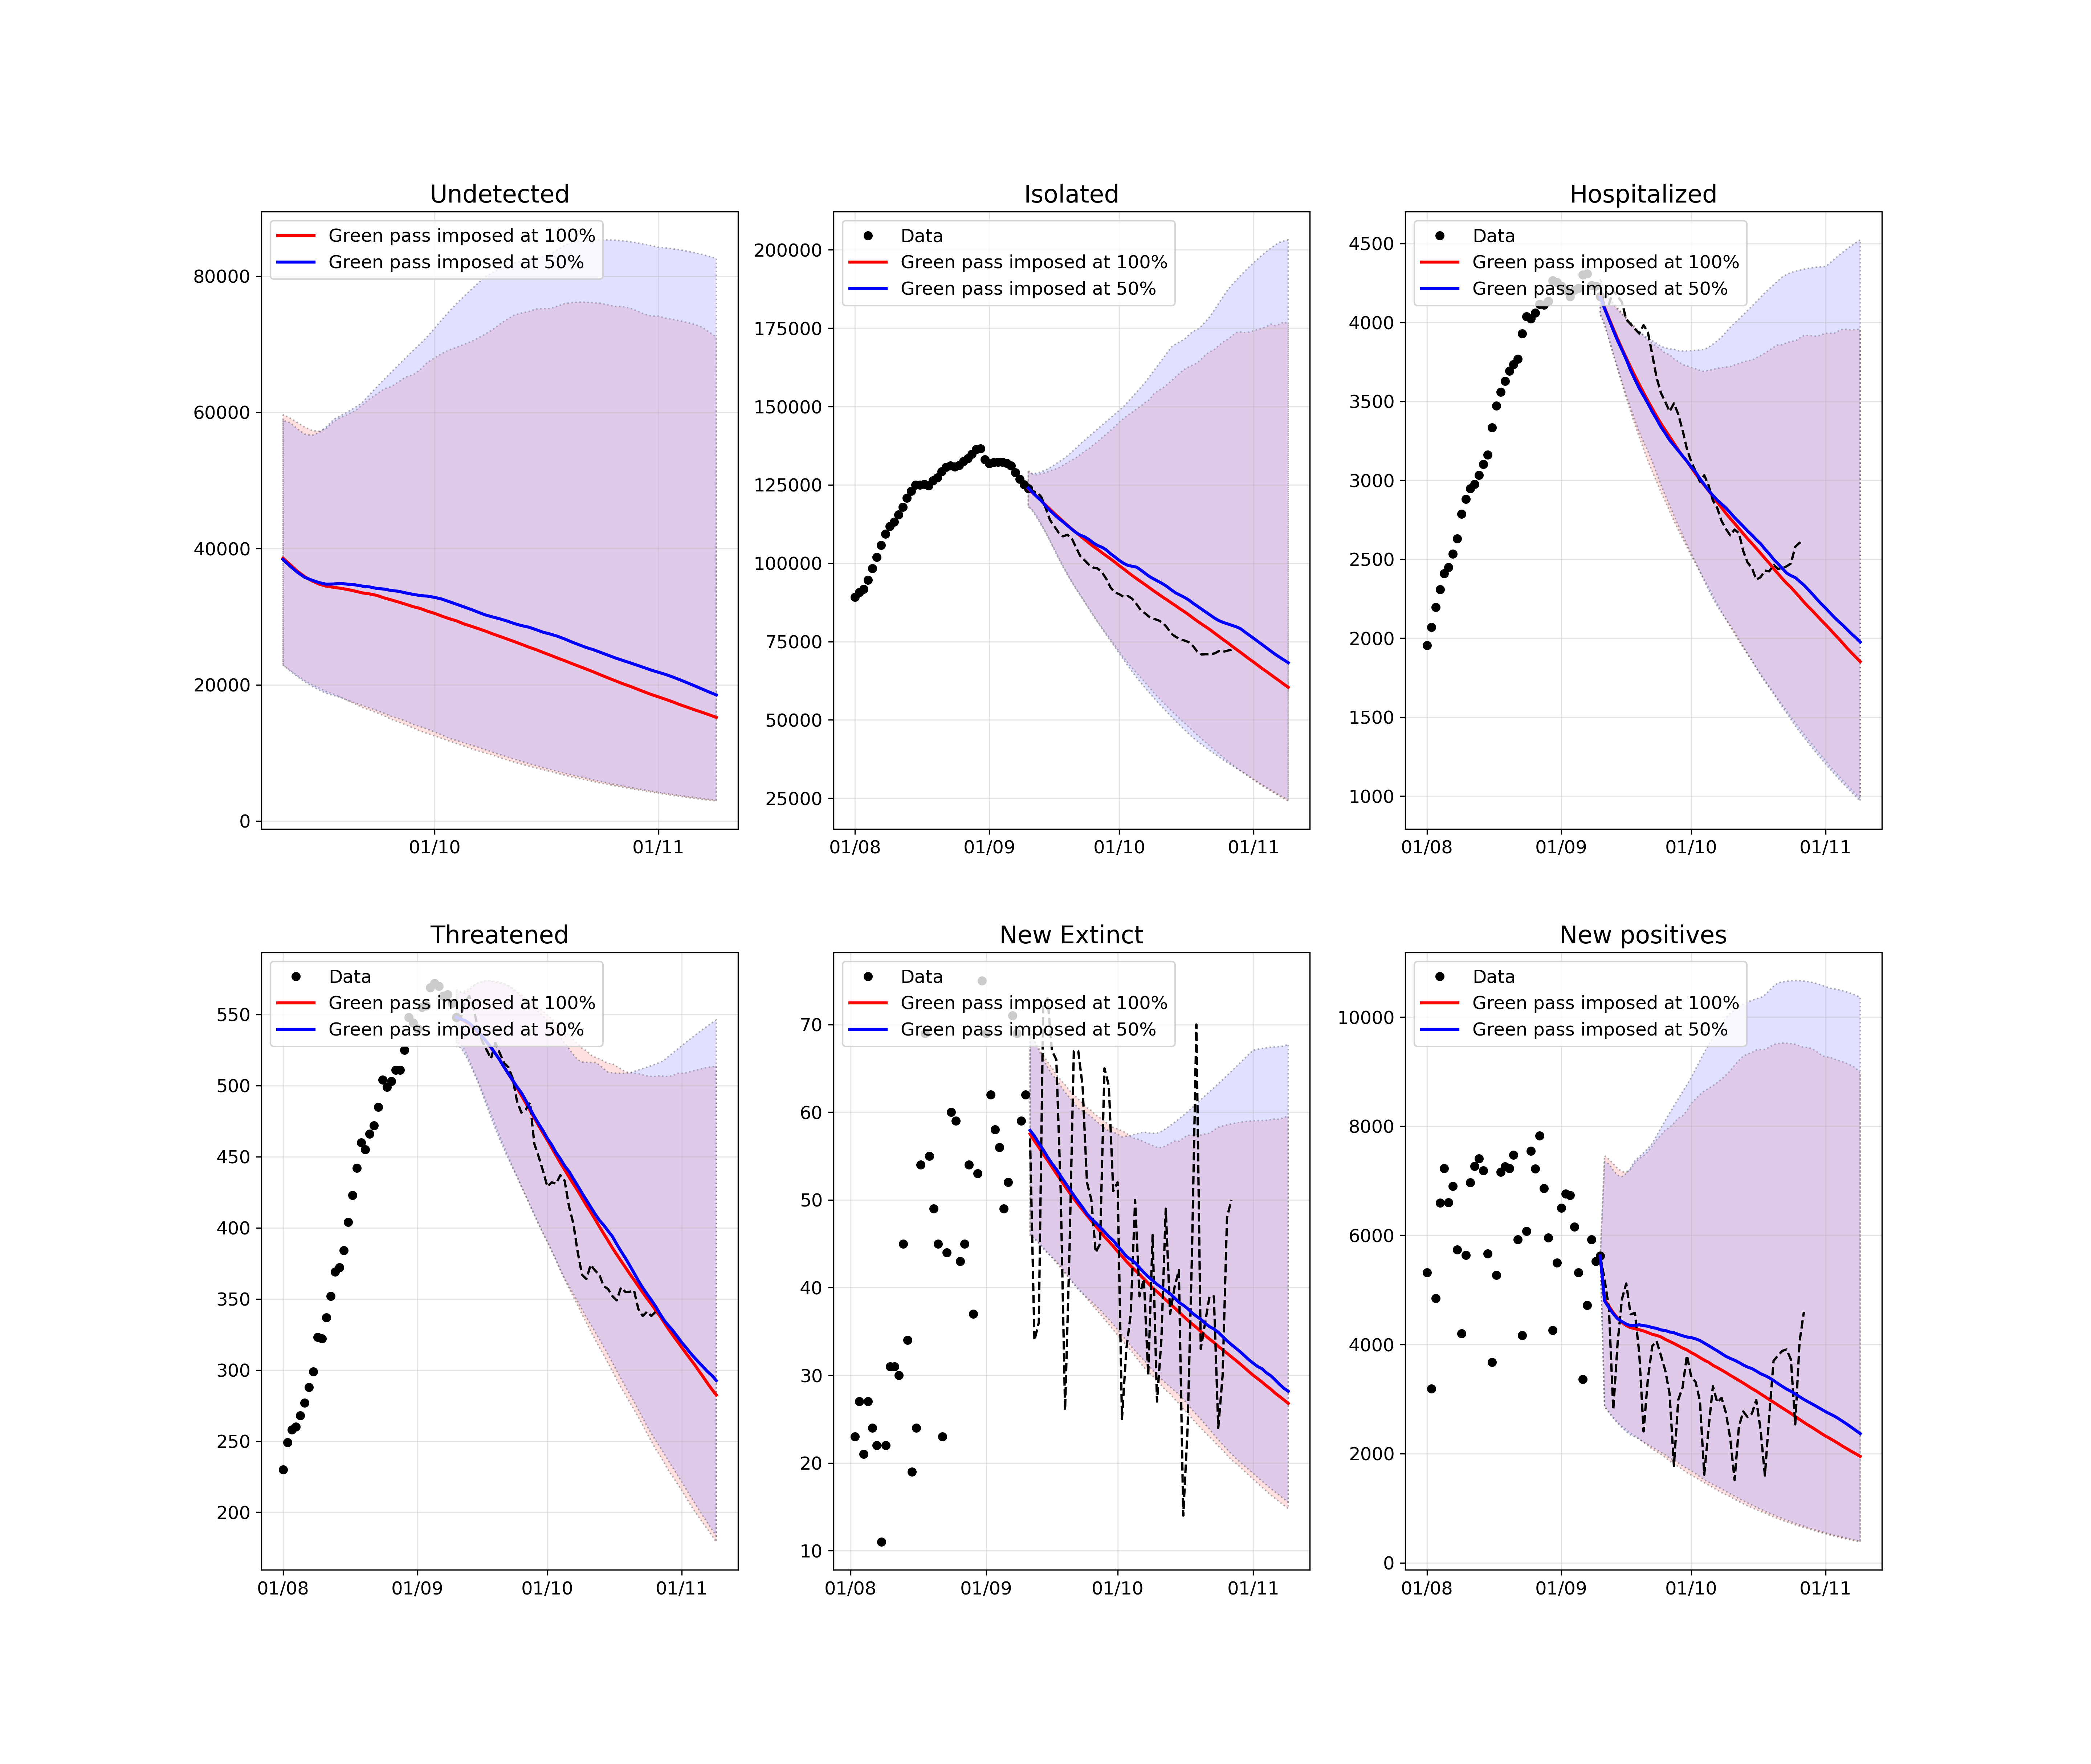 Undetected
Green pass imposed at 100%
Green pass imposed at 50%
80000
60000
40000
20000
0
01/10
01/11
Isolated
Data
Green pass imposed at 100%
Green pass imposed at 50%
200000
175000
150000
125000
100000
75000
50000
25000
01/08
01/09
01/10
01/11
Hospitalized
Data
Green pass imposed at 100%
Green pass imposed at 50%
4500
4000
3500
3000
2500
2000
1500
1000
01/08
01/09
01/10
01/11
Threatened
Data
Green pass imposed at 100%
Green pass imposed at 50%
550
500
450
400
350
300
250
200
01/08
01/09
01/10
01/11
New Extinct
Data
Green pass imposed at 100%
Green pass imposed at 50%
70
60
50
40
30
20
10
01/08
01/09
01/10
01/11
New positives
Data
Green pass imposed at 100%
Green pass imposed at 50%
10000
8000
6000
4000
2000
0
01/08
01/09
01/10
01/11